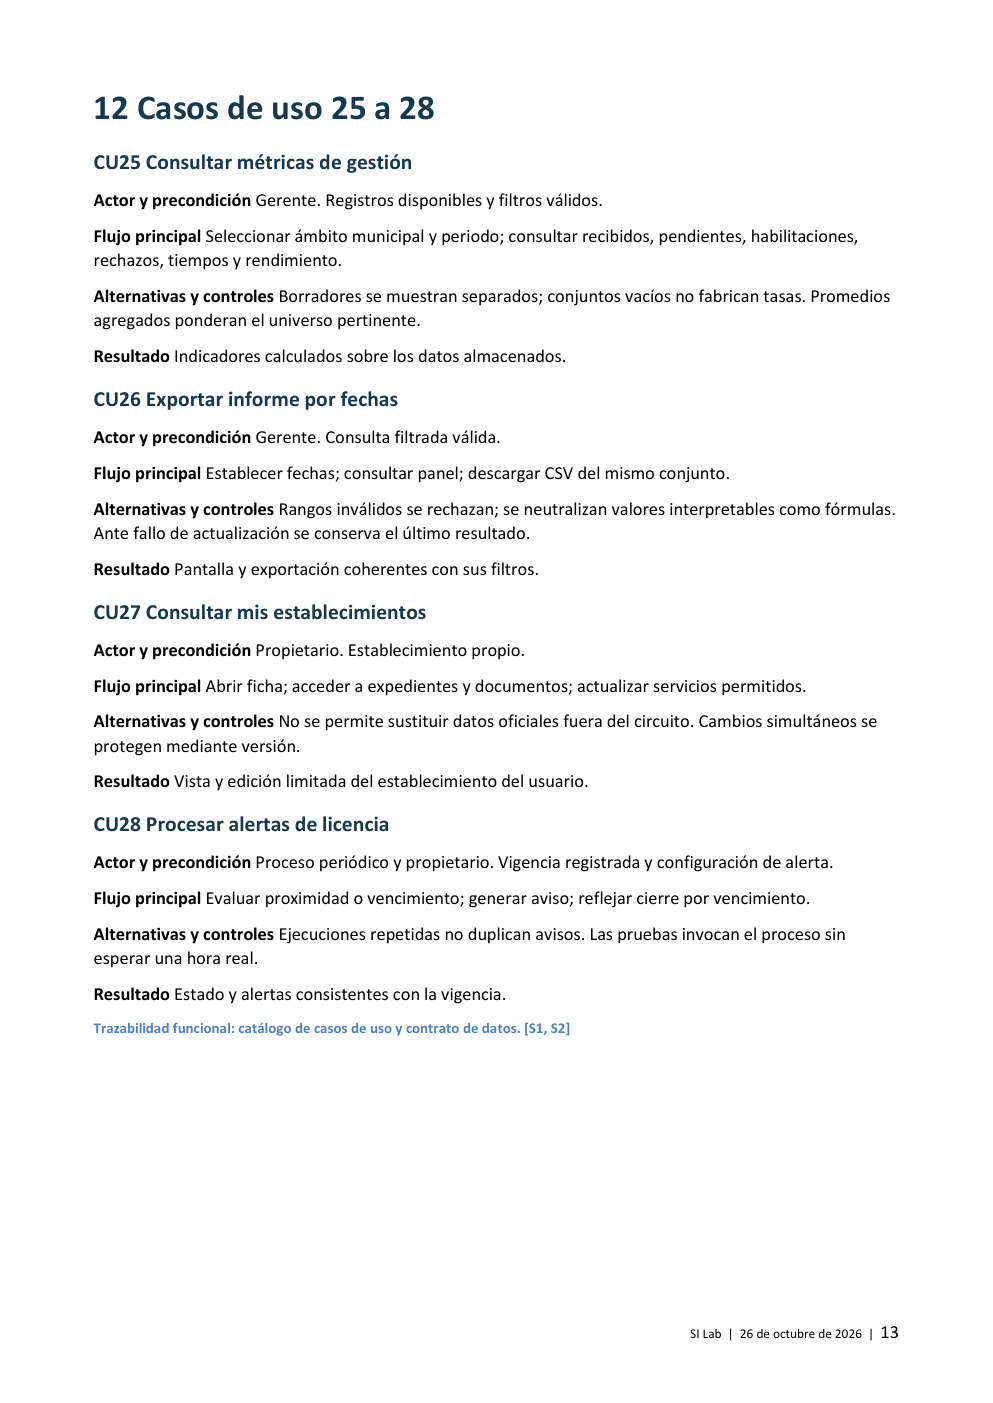 12 Casos de uso 25 a 28
CU25 Consultar métricas de gestión
Actor y precondición Gerente. Registros disponibles y filtros válidos.
Flujo principal Seleccionar ámbito municipal y periodo; consultar recibidos, pendientes, habilitaciones,
rechazos, tiempos y rendimiento.
Alternativas y controles Borradores se muestran separados; conjuntos vacíos no fabrican tasas. Promedios
agregados ponderan el universo pertinente.
Resultado Indicadores calculados sobre los datos almacenados.
CU26 Exportar informe por fechas
Actor y precondición Gerente. Consulta filtrada válida.
Flujo principal Establecer fechas; consultar panel; descargar CSV del mismo conjunto.
Alternativas y controles Rangos inválidos se rechazan; se neutralizan valores interpretables como fórmulas.
Ante fallo de actualización se conserva el último resultado.
Resultado Pantalla y exportación coherentes con sus filtros.
CU27 Consultar mis establecimientos
Actor y precondición Propietario. Establecimiento propio.
Flujo principal Abrir ficha; acceder a expedientes y documentos; actualizar servicios permitidos.
Alternativas y controles No se permite sustituir datos oficiales fuera del circuito. Cambios simultáneos se
protegen mediante versión.
Resultado Vista y edición limitada del establecimiento del usuario.
CU28 Procesar alertas de licencia
Actor y precondición Proceso periódico y propietario. Vigencia registrada y configuración de alerta.
Flujo principal Evaluar proximidad o vencimiento; generar aviso; reflejar cierre por vencimiento.
Alternativas y controles Ejecuciones repetidas no duplican avisos. Las pruebas invocan el proceso sin
esperar una hora real.
Resultado Estado y alertas consistentes con la vigencia.
Trazabilidad funcional: catálogo de casos de uso y contrato de datos. [S1, S2]
SI Lab | 26 de octubre de 2026 | 13